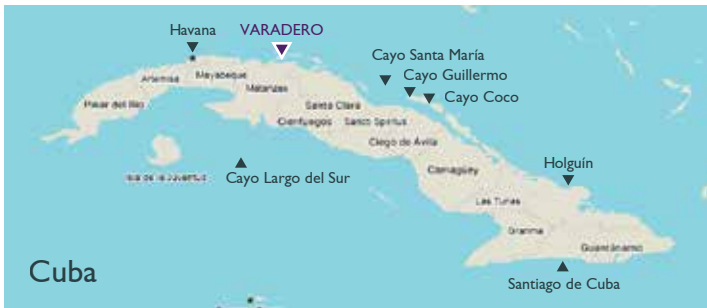 Havana
VARADERO
Cayo Santa María
Cayo Guillermo
Cayo Coco
Artemisa
Mayabeque
Matanzas
Pinar del Rio
Santa Clara
Cienfuegos
Sancti Spiritus
Ciego de Ávila
Holguín
Isla de la Juventud
Cayo Largo del Sur
Camagüey
Las Tunas
Granma
Guantánamo
Cuba
Santiago de Cuba